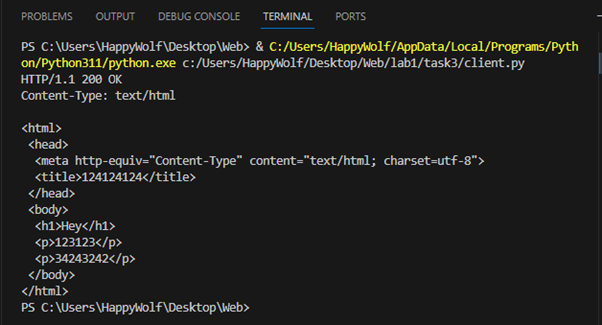 PROBLEMS OUTPUT DEBUG CONSOLE TERMINAL PORTS
PS C:\Users\HappyWolf\Desktop\Web> & C:/Users/HappyWolf/AppData/Local/Programs/Pyth
on/Python311/python.exe c:/Users/HappyWolf/Desktop/Web/lab1/task3/client.py
HTTP/1.1 200 OK
Content-Type: text/html

<html>
 <head>
  <meta http-equiv="Content-Type" content="text/html; charset=utf-8">
  <title>124124124</title>
 </head>
 <body>
  <h1>Hey</h1>
  <p>123123</p>
  <p>34243242</p>
 </body>
</html>
PS C:\Users\HappyWolf\Desktop\Web>